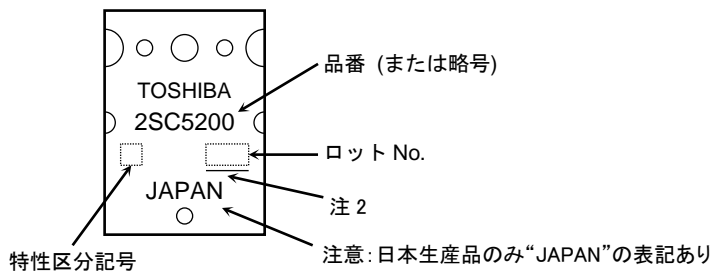 品番 (または略号)
TOSHIBA
2SC5200
ロット No.
JAPAN
注 2
特性区分記号
注意: 日本生産品のみ“JAPAN”の表記あり